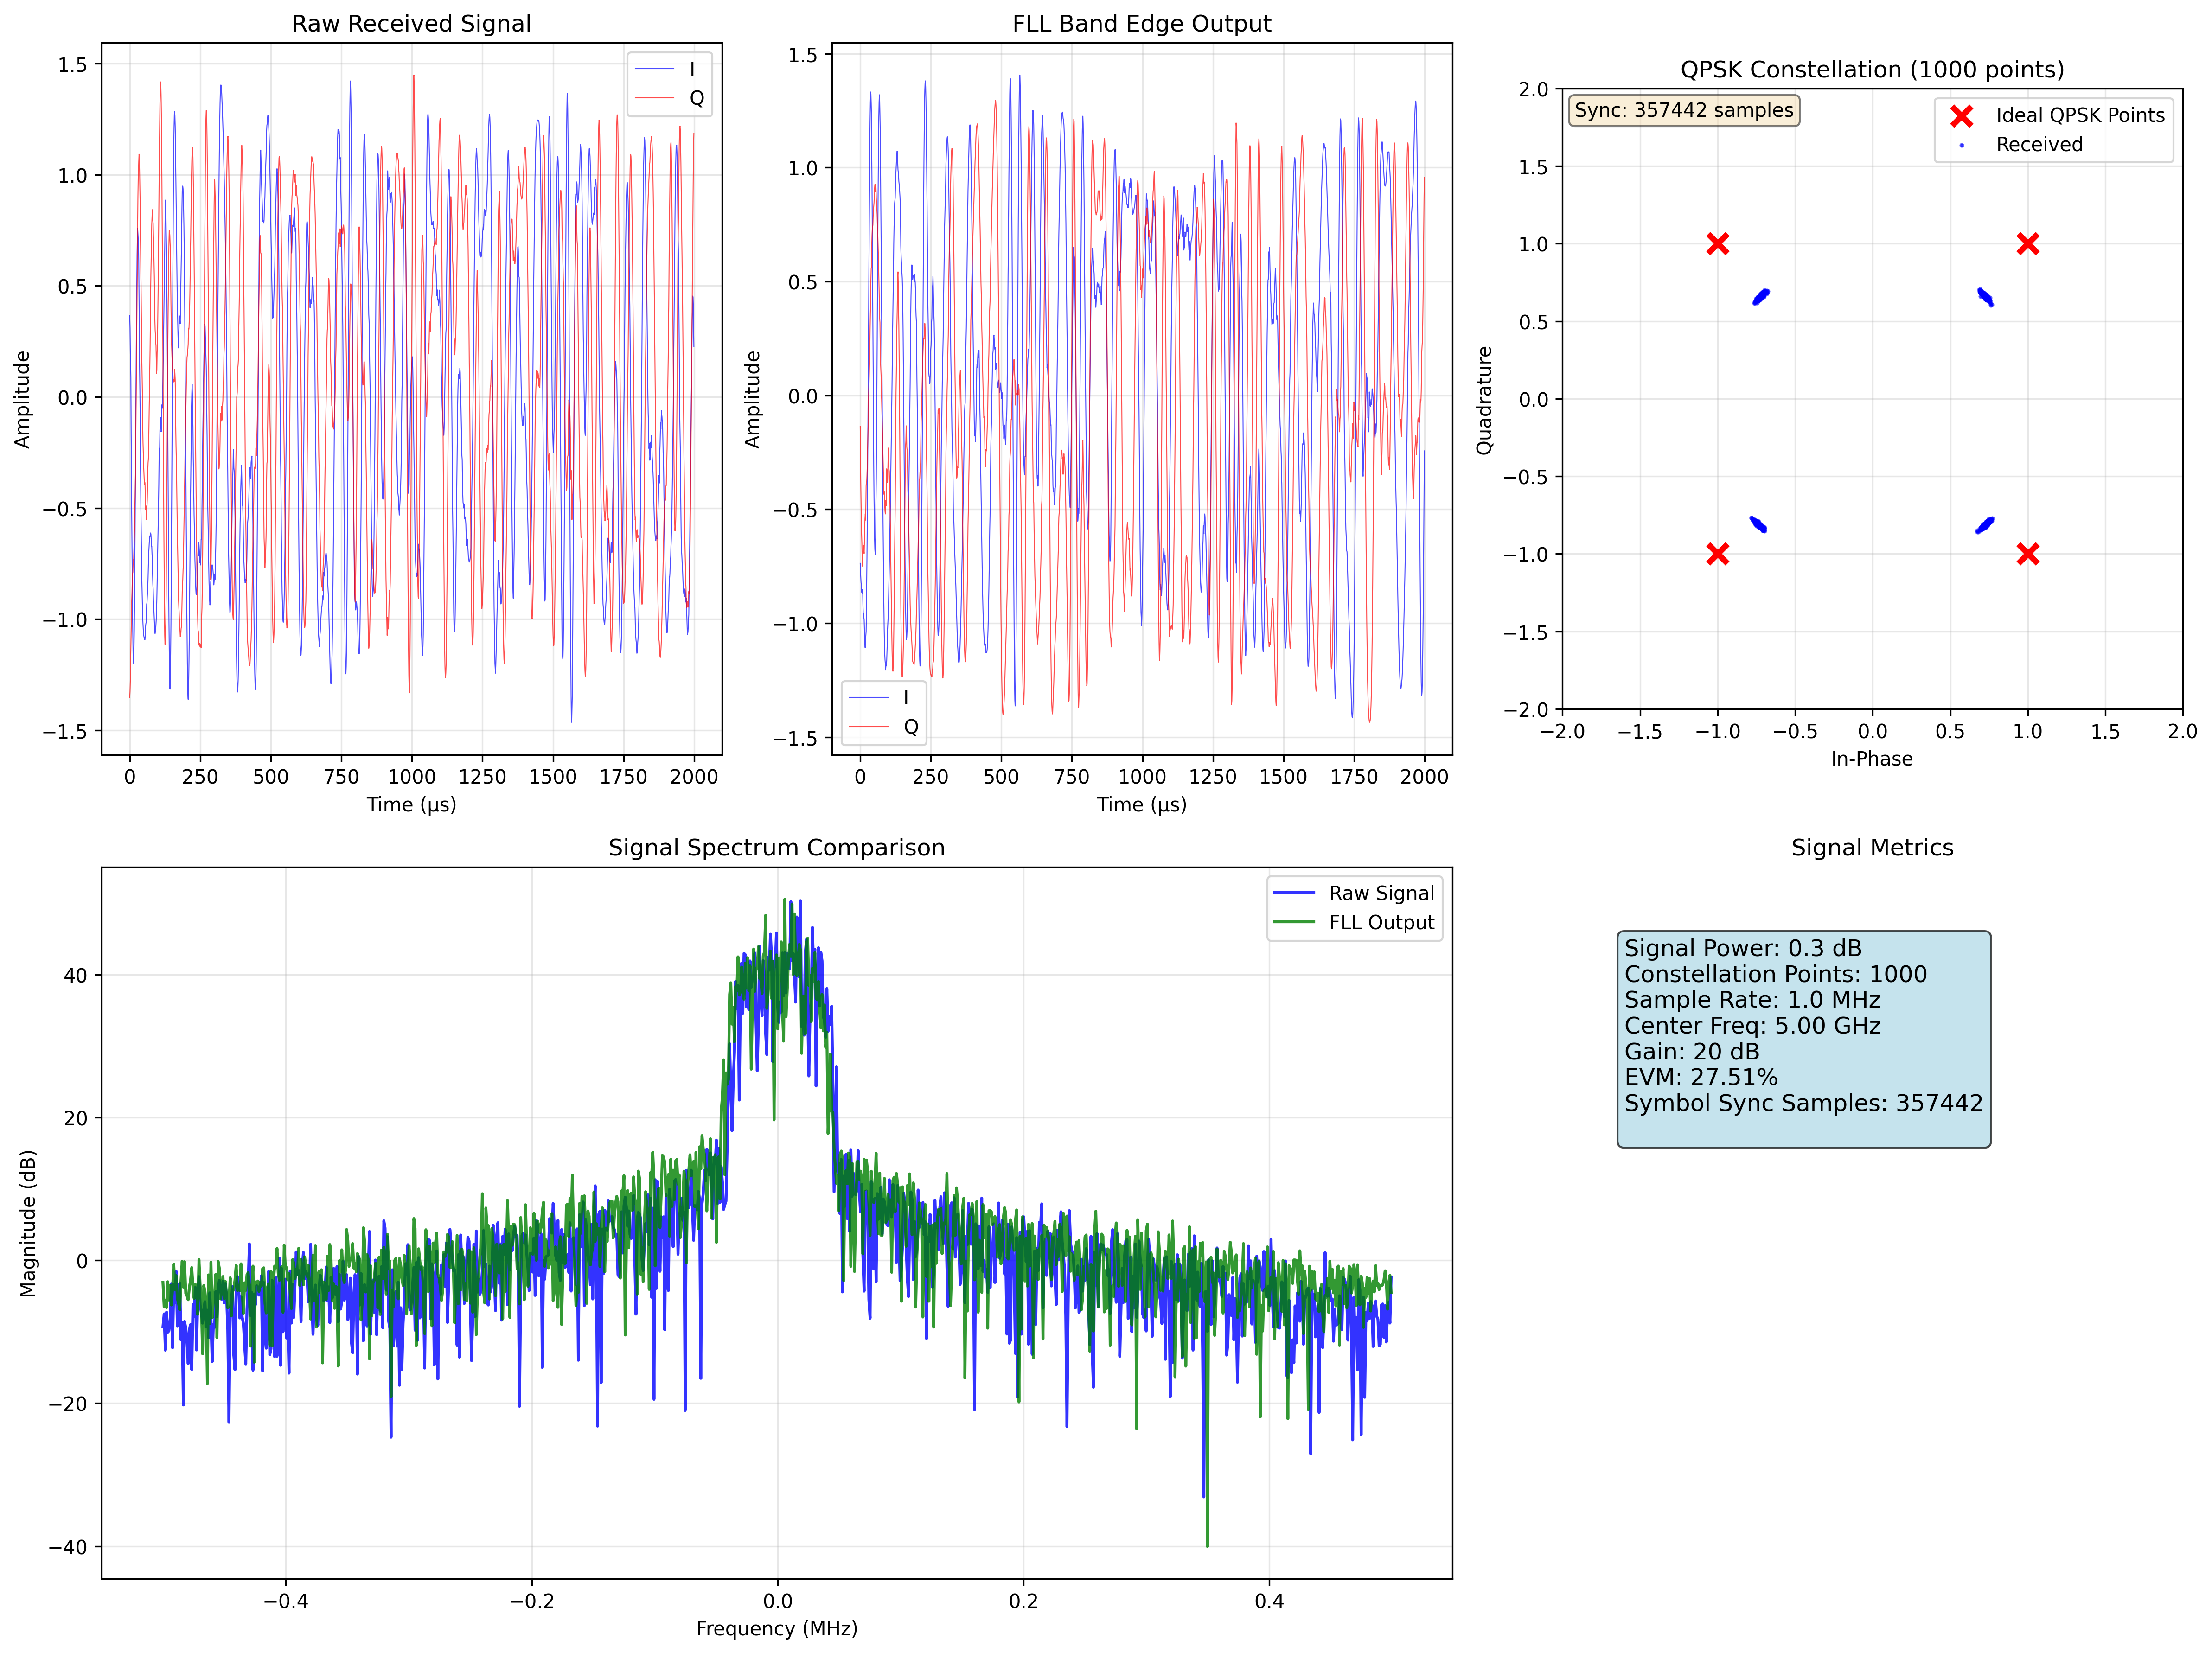 Raw Received Signal
I
Q
1.5
1.0
0.5
0.0
−0.5
−1.0
−1.5
Amplitude
0 250 500 750 1000 1250 1500 1750 2000
Time (µs)
FLL Band Edge Output
I
Q
1.5
1.0
0.5
0.0
−0.5
−1.0
−1.5
Amplitude
0 250 500 750 1000 1250 1500 1750 2000
Time (µs)
QPSK Constellation (1000 points)
Sync: 357442 samples
Ideal QPSK Points
Received
2.0
1.5
1.0
0.5
0.0
−0.5
−1.0
−1.5
−2.0
Quadrature
−2.0 −1.5 −1.0 −0.5 0.0 0.5 1.0 1.5 2.0
In-Phase
Signal Spectrum Comparison
Raw Signal
FLL Output
40
20
0
−20
−40
Magnitude (dB)
−0.4 −0.2 0.0 0.2 0.4
Frequency (MHz)
Signal Metrics
Signal Power: 0.3 dB
Constellation Points: 1000
Sample Rate: 1.0 MHz
Center Freq: 5.00 GHz
Gain: 20 dB
EVM: 27.51%
Symbol Sync Samples: 357442